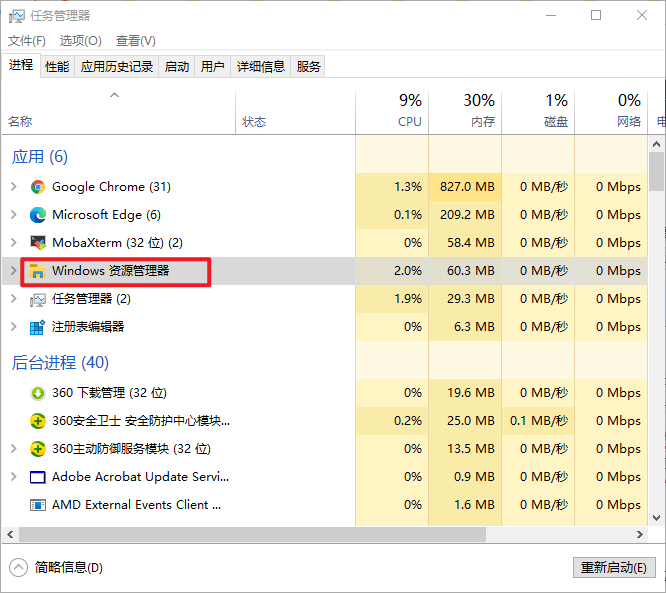 任务管理器
文件(F) 选项(O) 查看(V)
进程 性能 应用历史记录 启动 用户 详细信息 服务
9% 30% 1% 0%
名称 状态 CPU 内存 磁盘 网络
应用 (6)
Google Chrome (31) 1.3% 827.0 MB 0 MB/秒 0 Mbps
Microsoft Edge (6) 0.1% 209.2 MB 0 MB/秒 0 Mbps
MobaXterm (32 位) (2) 0% 58.4 MB 0 MB/秒 0 Mbps
Windows 资源管理器 2.0% 60.3 MB 0 MB/秒 0 Mbps
任务管理器 (2) 1.9% 29.3 MB 0 MB/秒 0 Mbps
注册表编辑器 0% 6.3 MB 0 MB/秒 0 Mbps
后台进程 (40)
360 下载管理 (32 位) 0% 19.6 MB 0 MB/秒 0 Mbps
360安全卫士 安全防护中心模块... 0.2% 25.0 MB 0.1 MB/秒 0 Mbps
360主动防御服务模块 (32 位) 0% 13.5 MB 0 MB/秒 0 Mbps
Adobe Acrobat Update Servi... 0% 0.9 MB 0 MB/秒 0 Mbps
AMD External Events Client ... 0% 1.6 MB 0 MB/秒 0 Mbps
简略信息(D) 重新启动(E)